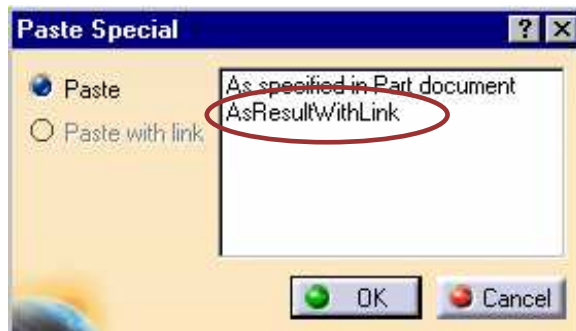 Paste Special
? X
Paste
Paste with link
As specified in Part document
AsResultWithLink
OK
Cancel